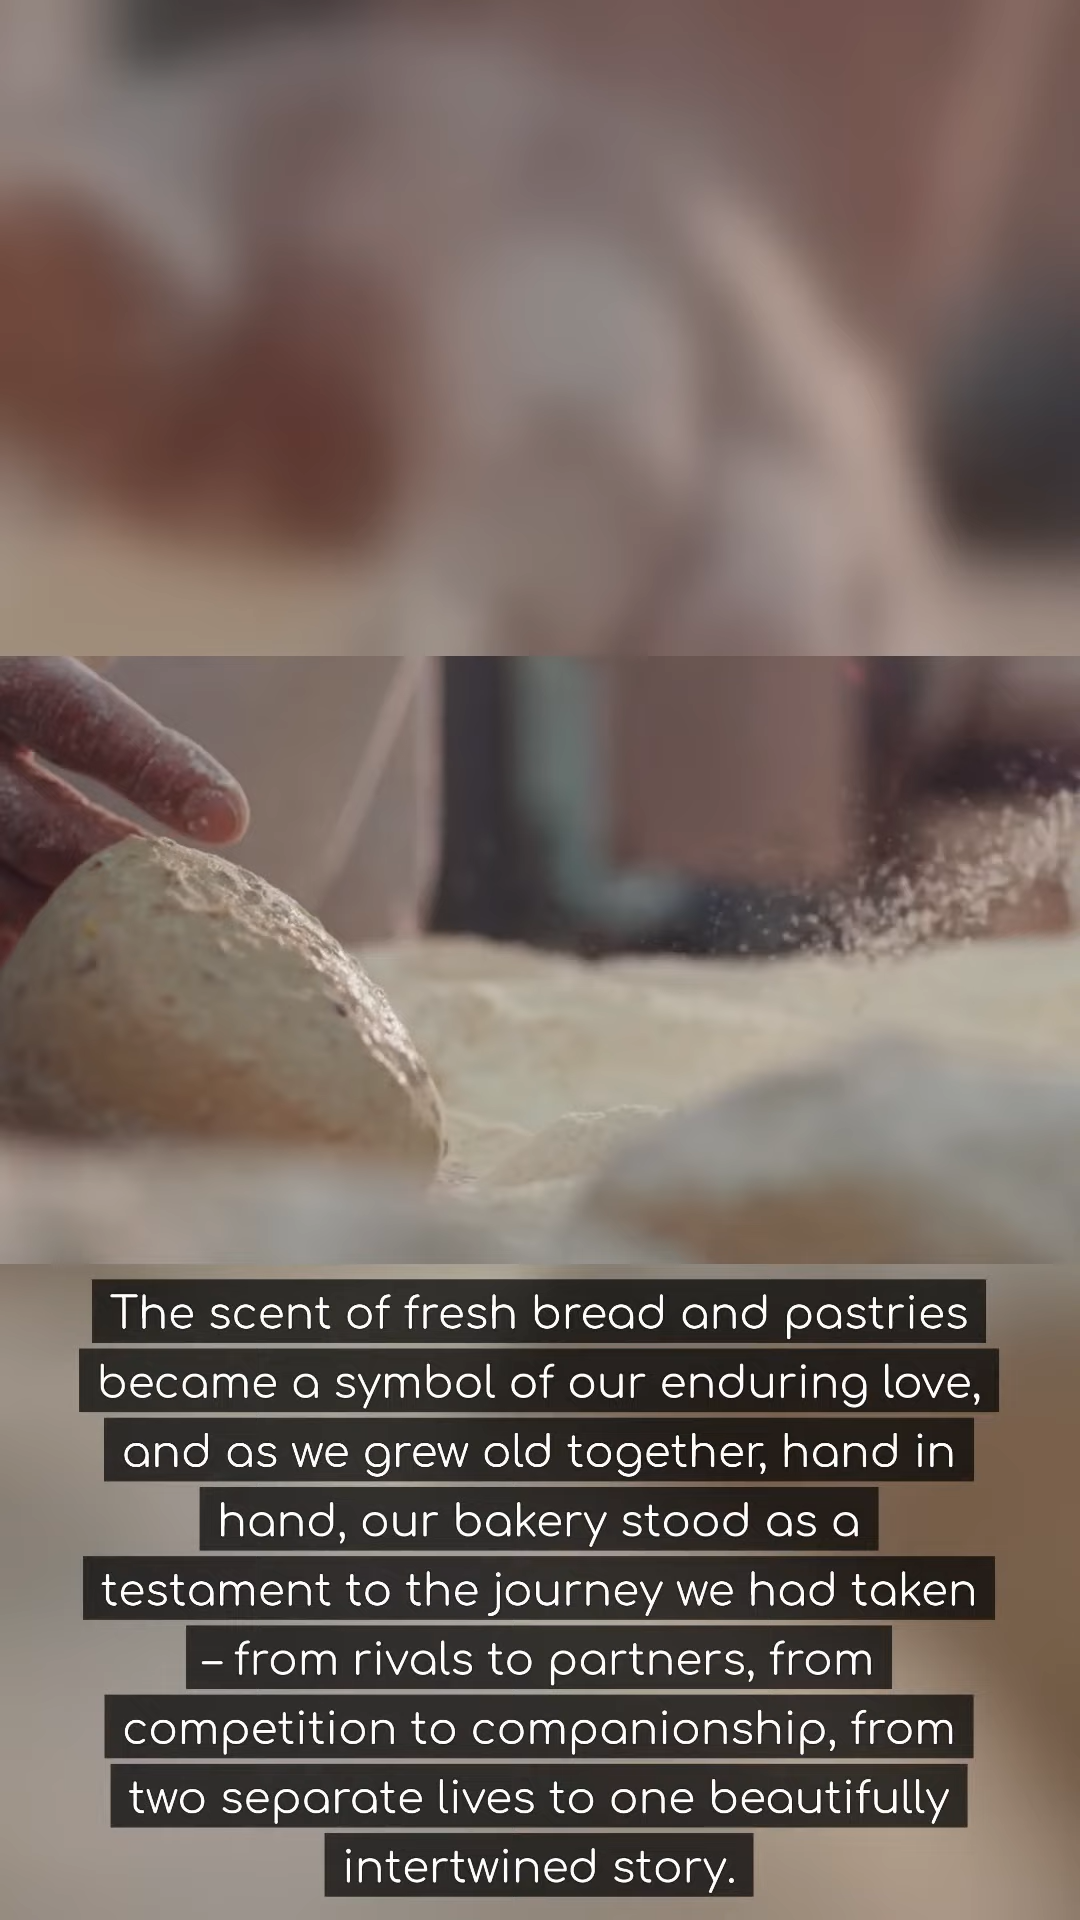 The scent of fresh bread and pastries
became a symbol of our enduring love,
and as we grew old together, hand in
hand, our bakery stood as a
testament to the journey we had taken
– from rivals to partners, from
competition to companionship, from
two separate lives to one beautifully
intertwined story.